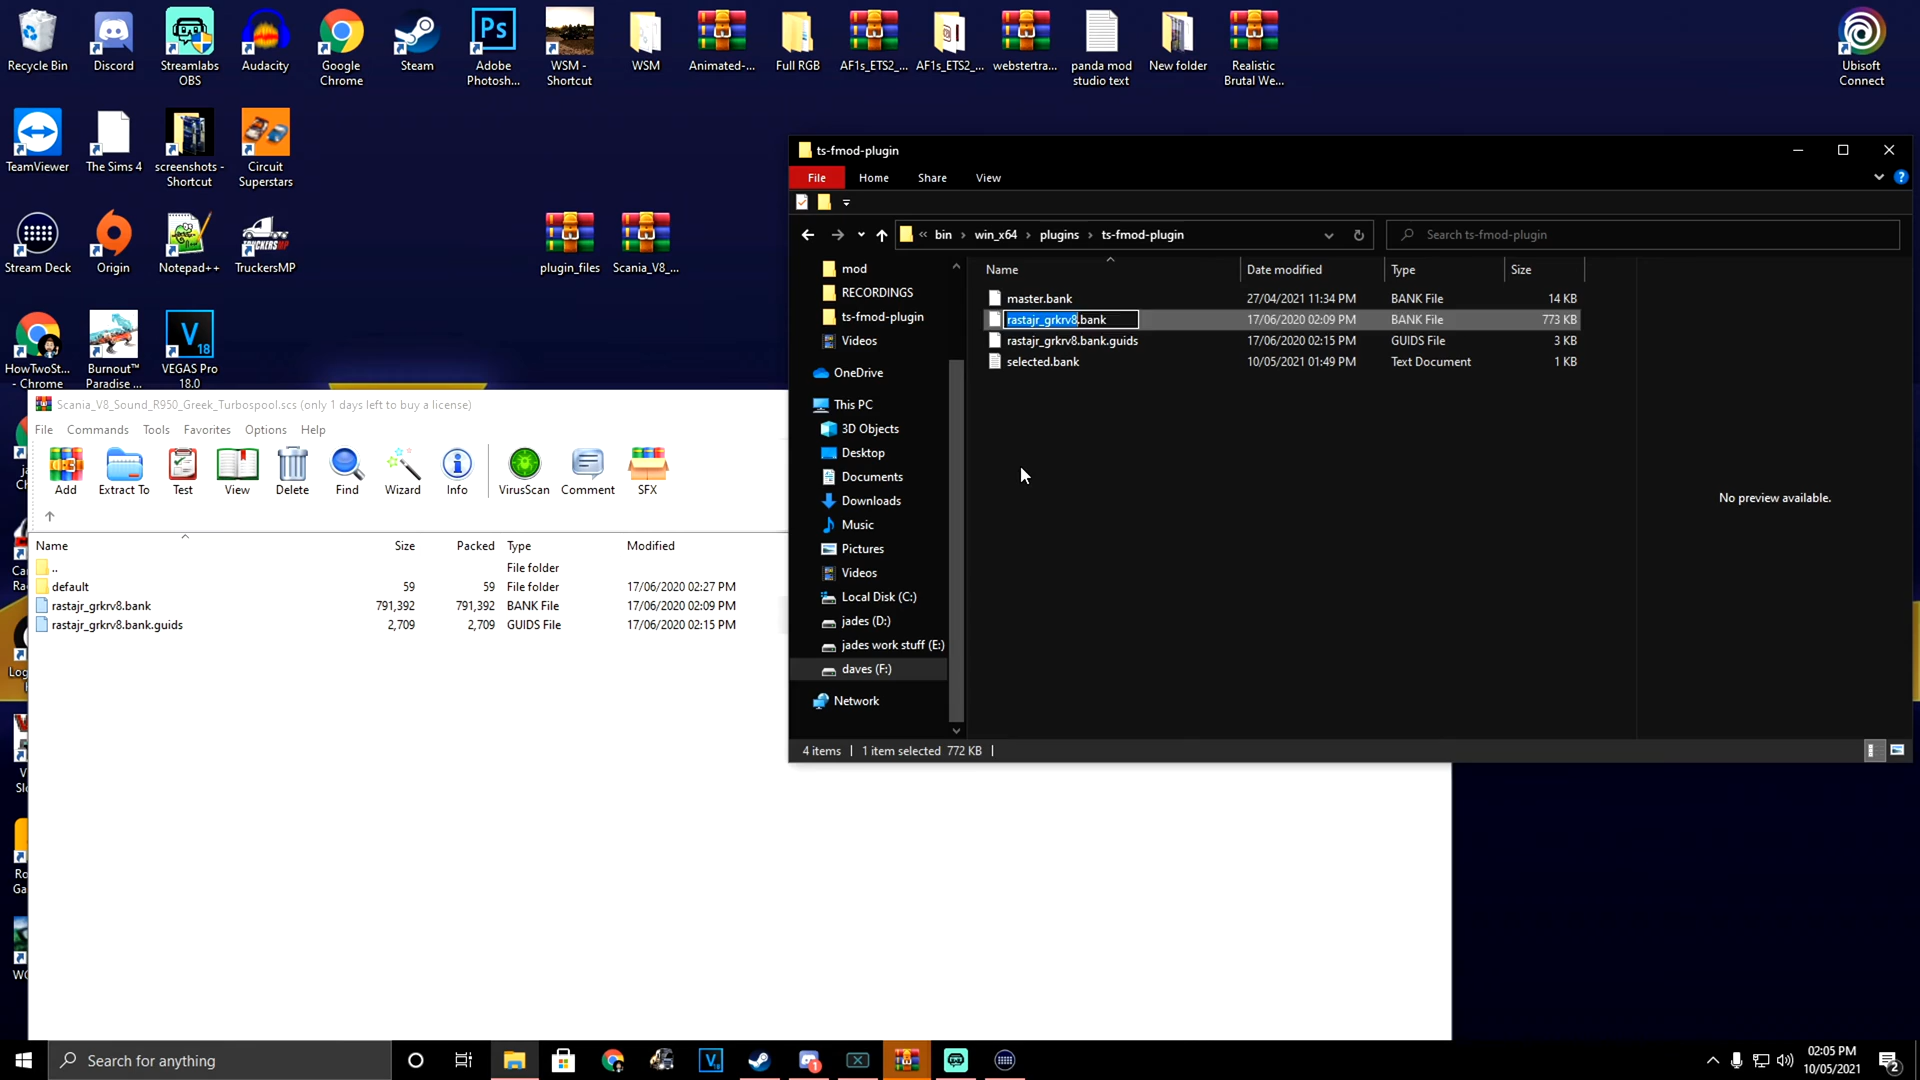 Recycle Bin
Discord
Streamlabs OBS
Audacity
Google Chrome
Steam
Adobe Photosh...
WSM - Shortcut
WSM
Animated-...
Full RGB
AF1s_ETS2_...
AF1s_ETS2_...
webstertra...
panda mod studio text
New folder
Realistic Brutal We...
Ubisoft Connect
TeamViewer
The Sims 4
screenshots - Shortcut
Circuit Superstars
Stream Deck
Origin
Notepad++
TruckersMP
plugin_files
Scania_V8_...
HowTwoSt... - Chrome
Burnout™ Paradise ...
VEGAS Pro 18.0
ts-fmod-plugin
File Home Share View
« bin › win_x64 › plugins › ts-fmod-plugin
Search ts-fmod-plugin
mod
RECORDINGS
ts-fmod-plugin
Videos
OneDrive
This PC
3D Objects
Desktop
Documents
Downloads
Music
Pictures
Videos
Local Disk (C:)
jades (D:)
jades work stuff (E:)
daves (F:)
Network
Name Date modified Type Size
master.bank 27/04/2021 11:34 PM BANK File 14 KB
rastajr_grkrv8.bank 17/06/2020 02:09 PM BANK File 773 KB
rastajr_grkrv8.bank.guids 17/06/2020 02:15 PM GUIDS File 3 KB
selected.bank 10/05/2021 01:49 PM Text Document 1 KB
No preview available.
4 items 1 item selected 772 KB
Scania_V8_Sound_R950_Greek_Turbospool.scs (only 1 days left to buy a license)
File Commands Tools Favorites Options Help
Add Extract To Test View Delete Find Wizard Info VirusScan Comment SFX
Name Size Packed Type Modified
.. File folder
default 59 59 File folder 17/06/2020 02:27 PM
rastajr_grkrv8.bank 791,392 791,392 BANK File 17/06/2020 02:09 PM
rastajr_grkrv8.bank.guids 2,709 2,709 GUIDS File 17/06/2020 02:15 PM
Search for anything
02:05 PM
10/05/2021